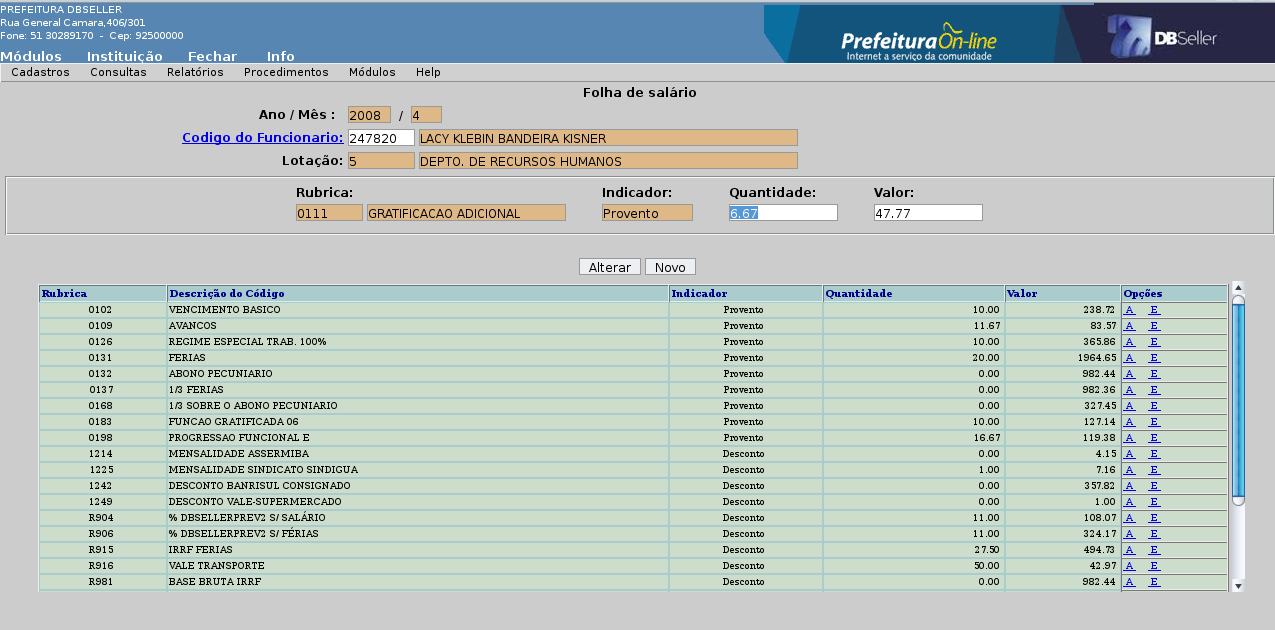 PREFEITURA DBSELLER
Rua General Camara,406/301
Fone: 51 30289170 - Cep: 92500000
PrefeituraOn-line
Internet a serviço da comunidade
DBSeller
Módulos Instituição Fechar Info
Cadastros Consultas Relatórios Procedimentos Módulos Help
Folha de salário
Ano / Mês : 2008 / 4
Codigo do Funcionario: 247820 LACY KLEBIN BANDEIRA KISNER
Lotação: 5 DEPTO. DE RECURSOS HUMANOS
Rubrica: Indicador: Quantidade: Valor:
0111 GRATIFICACAO ADICIONAL Provento 6.67 47.77
Alterar Novo
Rubrica Descrição do Código Indicador Quantidade Valor Opções
0102 VENCIMENTO BASICO Provento 10.00 238.72 A E
0109 AVANCOS Provento 11.67 83.57 A E
0126 REGIME ESPECIAL TRAB. 100% Provento 10.00 365.86 A E
0131 FERIAS Provento 20.00 1964.65 A E
0132 ABONO PECUNIARIO Provento 0.00 982.44 A E
0137 1/3 FERIAS Provento 0.00 982.36 A E
0168 1/3 SOBRE O ABONO PECUNIARIO Provento 0.00 327.45 A E
0183 FUNCAO GRATIFICADA 06 Provento 10.00 127.14 A E
0198 PROGRESSAO FUNCIONAL E Provento 16.67 119.38 A E
1214 MENSALIDADE ASSERMIBA Desconto 0.00 4.15 A E
1225 MENSALIDADE SINDICATO SINDIGUA Desconto 1.00 7.16 A E
1242 DESCONTO BANRISUL CONSIGNADO Desconto 0.00 357.82 A E
1249 DESCONTO VALE-SUPERMERCADO Desconto 0.00 1.00 A E
R904 % DBSELLERPREV2 S/ SALÁRIO Desconto 11.00 108.07 A E
R906 % DBSELLERPREV2 S/ FÉRIAS Desconto 11.00 324.17 A E
R915 IRRF FERIAS Desconto 27.50 494.73 A E
R916 VALE TRANSPORTE Desconto 50.00 42.97 A E
R981 BASE BRUTA IRRF Desconto 0.00 982.44 A E